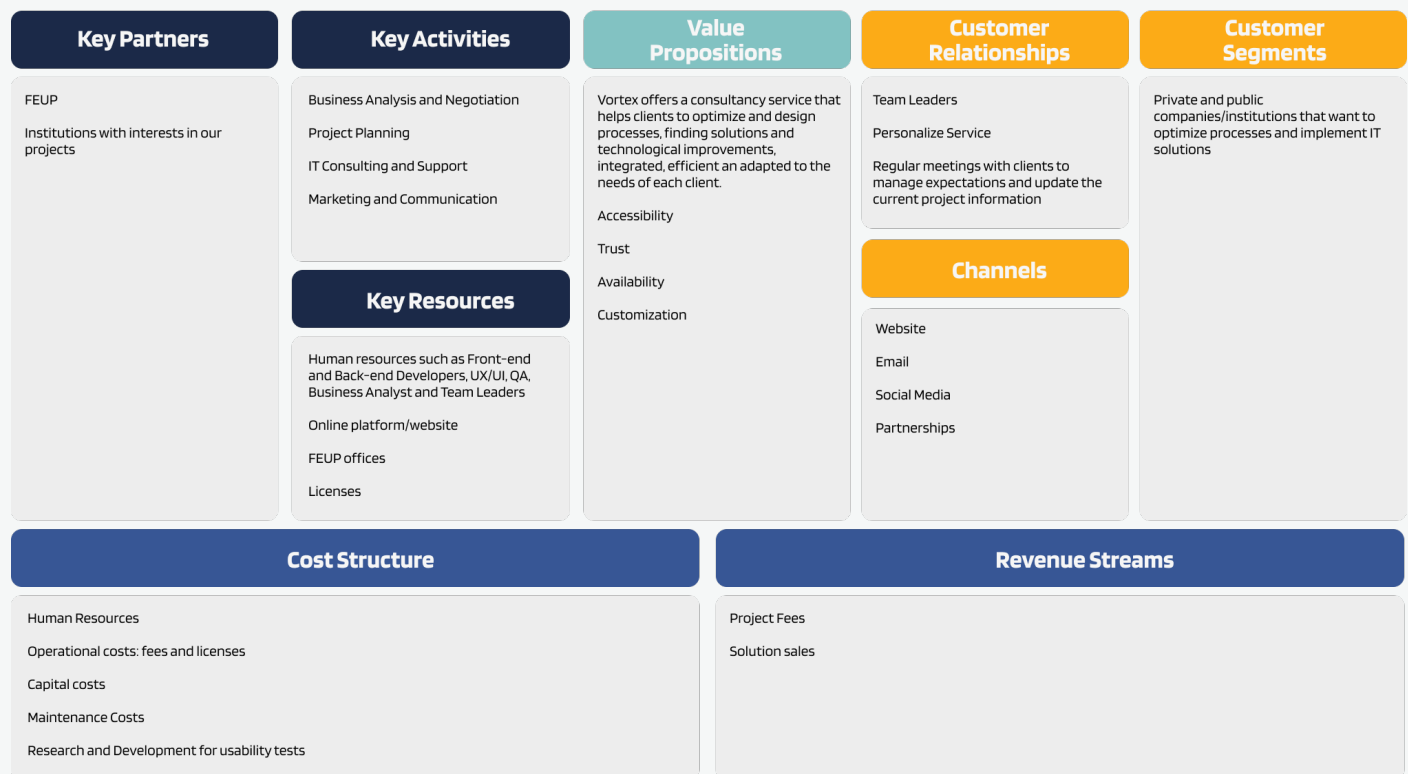 Key Partners
FEUP
Institutions with interests in our
projects
Key Activities
Business Analysis and Negotiation
Project Planning
IT Consulting and Support
Marketing and Communication
Key Resources
Human resources such as Front-end
and Back-end Developers, UX/UI, QA,
Business Analyst and Team Leaders
Online platform/website
FEUP offices
Licenses
Value
Propositions
Vortex offers a consultancy service that
helps clients to optimize and design
processes, finding solutions and
technological improvements,
integrated, efficient an adapted to the
needs of each client.
Accessibility
Trust
Availability
Customization
Customer
Relationships
Team Leaders
Personalize Service
Regular meetings with clients to
manage expectations and update the
current project information
Channels
Website
Email
Social Media
Partnerships
Customer
Segments
Private and public
companies/institutions that want to
optimize processes and implement IT
solutions
Cost Structure
Human Resources
Operational costs: fees and licenses
Capital costs
Maintenance Costs
Research and Development for usability tests
Revenue Streams
Project Fees
Solution sales